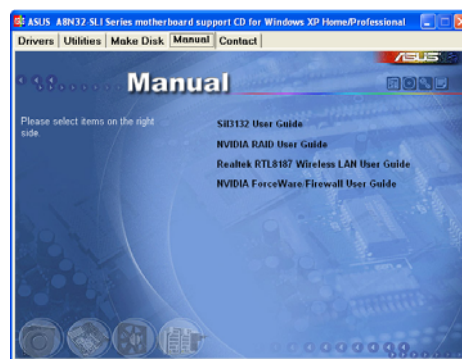 ASUS A8N32-SLI Series motherboard support CD for Windows XP Home/Professional
Drivers Utilities Make Disk Manual Contact
ASUS
Manual
Please select items on the right side.
SiI3132 User Guide
NVIDIA RAID User Guide
Realtek RTL8187 Wireless LAN User Guide
NVIDIA ForceWare Firewall User Guide